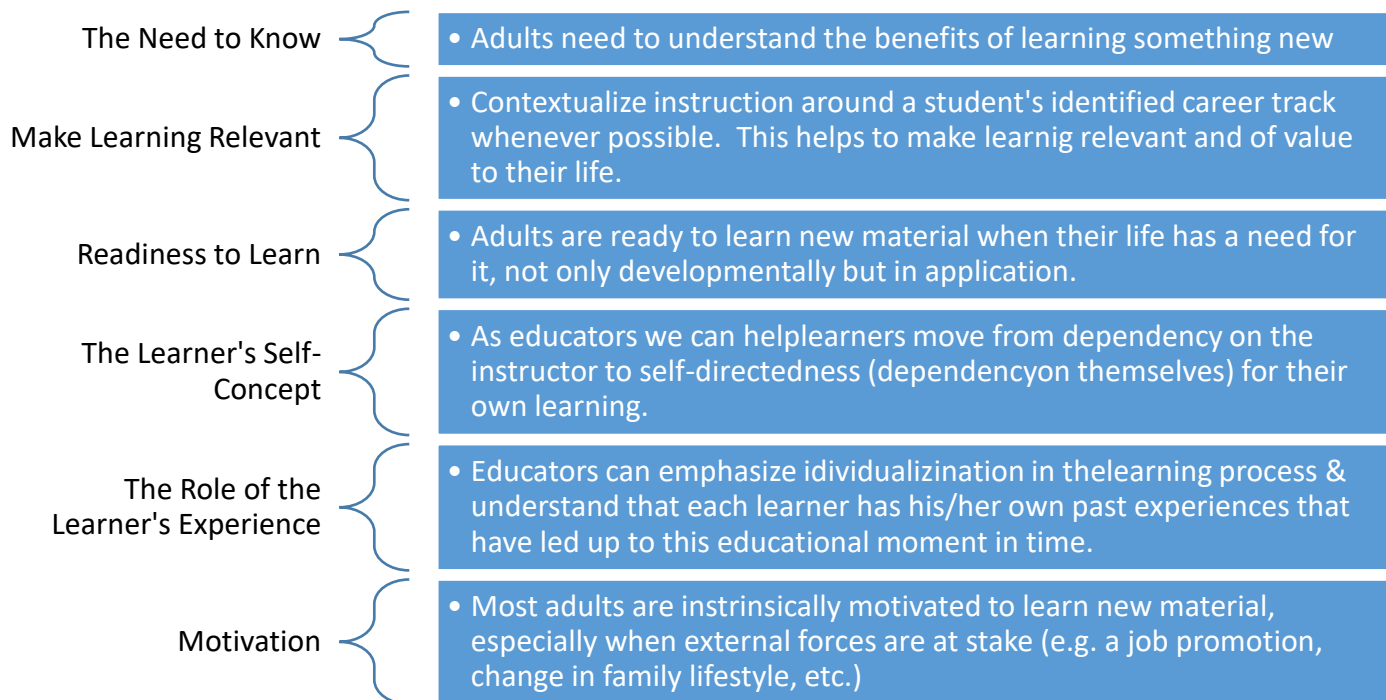 The Need to Know
• Adults need to understand the benefits of learning something new
Make Learning Relevant
• Contextualize instruction around a student's identified career track
whenever possible.  This helps to make learnig relevant and of value
to their life.
Readiness to Learn
• Adults are ready to learn new material when their life has a need for
it, not only developmentally but in application.
The Learner's Self-
Concept
• As educators we can helplearners move from dependency on the
instructor to self-directedness (dependencyon themselves) for their
own learning.
The Role of the
Learner's Experience
• Educators can emphasize idividualizination in thelearning process &
understand that each learner has his/her own past experiences that
have led up to this educational moment in time.
Motivation
• Most adults are instrinsically motivated to learn new material,
especially when external forces are at stake (e.g. a job promotion,
change in family lifestyle, etc.)